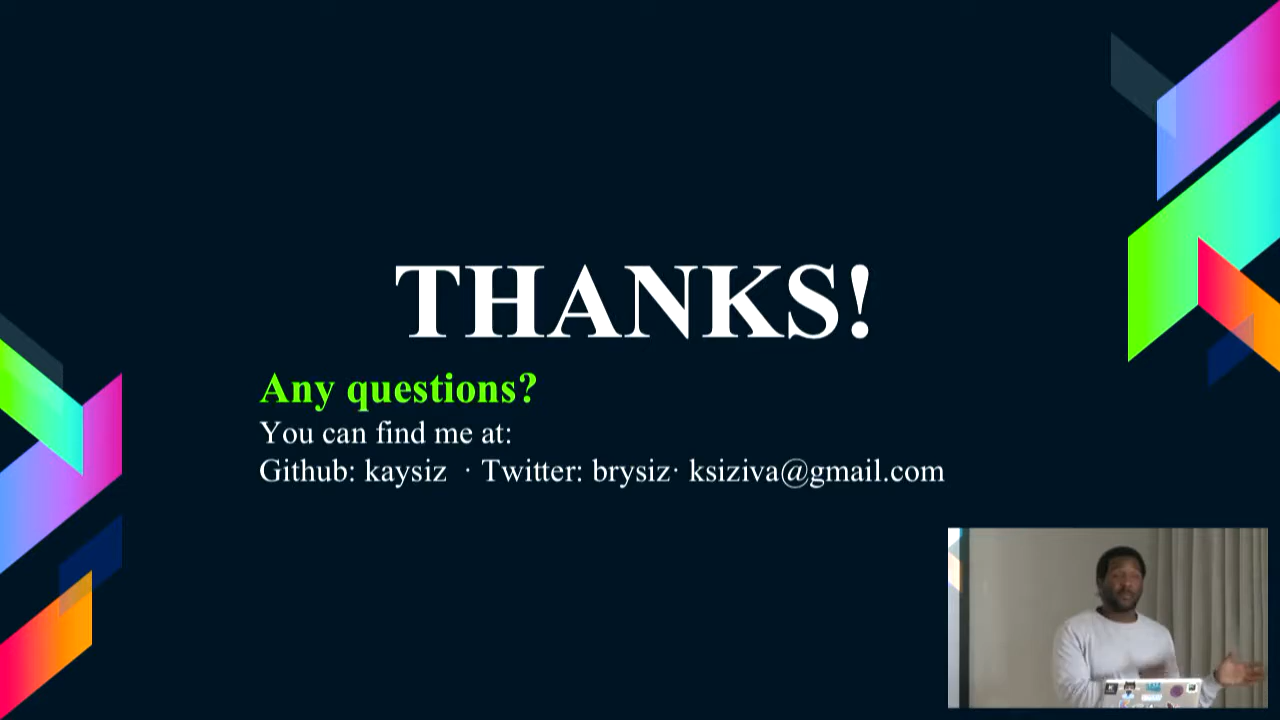 THANKS!
Any questions?
You can find me at:
Github: kaysiz · Twitter: brysiz· ksiziva@gmail.com